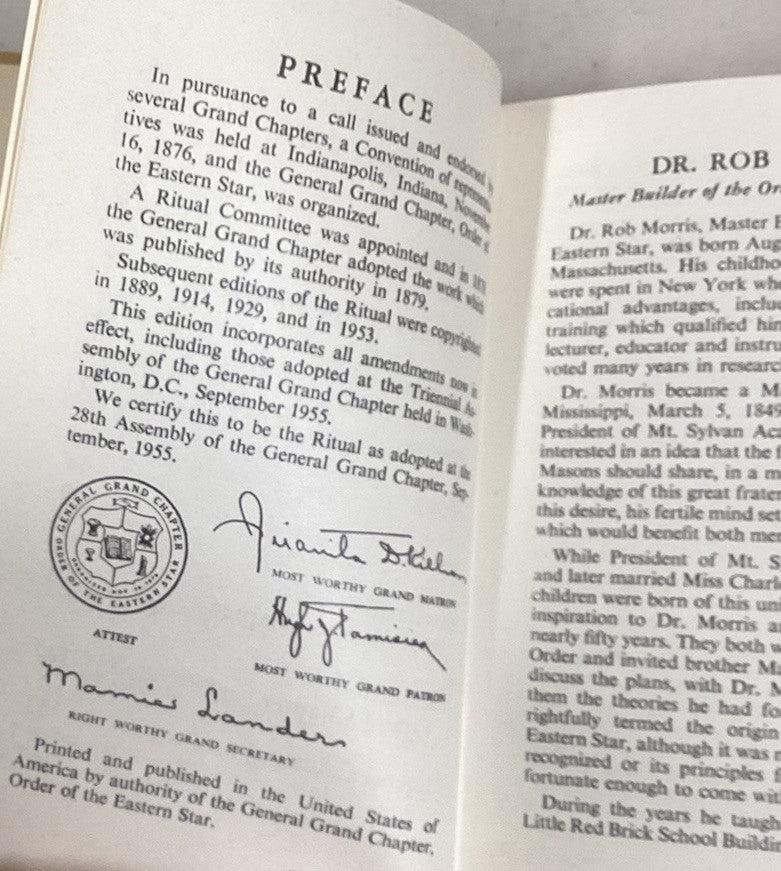 PREFACE
In pursuance to a call issued and endorsed
several Grand Chapters, a Convention of
tives was held at Indianapolis, Indiana, November
16, 1876, and the General Grand Chapter, Order of
the Eastern Star, was organized.
A Ritual Committee was appointed and in
the General Grand Chapter adopted the work which
was published by its authority in 1879.
Subsequent editions of the Ritual were copyrighted
in 1889, 1914, 1929, and in 1953.
This edition incorporates all amendments now in
effect, including those adopted at the Triennial As-
sembly of the General Grand Chapter held in Wash-
ington, D.C., September 1955.
We certify this to be the Ritual as adopted at the
28th Assembly of the General Grand Chapter, Sep-
tember, 1955.
GENERAL GRAND CHAPTER
ORDER OF THE EASTERN STAR
Juanita
MOST WORTHY GRAND MATRON
Hugh
MOST WORTHY GRAND PATRON
ATTEST
Mamie Landers
RIGHT WORTHY GRAND SECRETARY
Printed and published in the United States of
America by authority of the General Grand Chapter,
Order of the Eastern Star.
DR. ROB
Master Builder of the
Dr. Rob Morris, Master
Eastern Star, was born Aug
Massachusetts. His childho
were spent in New York
cational advantages, inclu
training which qualified him
lecturer, educator and instru
voted many years in research
Dr. Morris became a M
Mississippi, March 5, 1849
President of Mt. Sylvan Aca
interested in an idea that the f
Masons should share, in a m
knowledge of this great frater
this desire, his fertile mind set
which would benefit both mem
While President of Mt. S
and later married Miss Charl
children were born of this un
inspiration to Dr. Morris a
nearly fifty years. They both w
Order and invited brother M
discuss the plans, with Dr. M
them the theories he had fo
rightfully termed the origin
Eastern Star, although it was
recognized or its principles
fortunate enough to come wit
During the years he taugh
Little Red Brick School Buildin